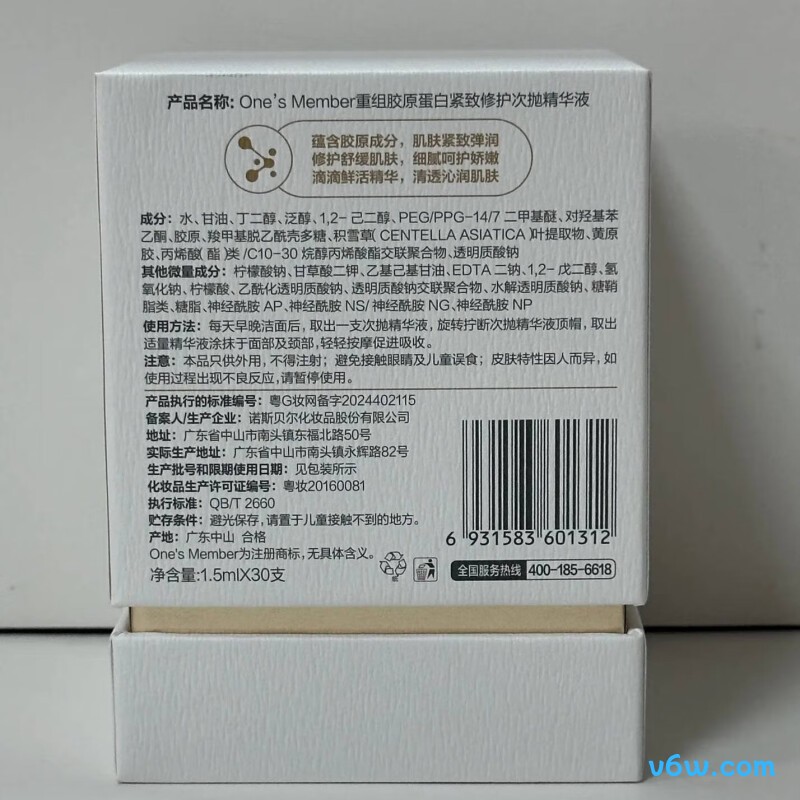 产品名称: One's Member重组胶原蛋白紧致修护次抛精华液
蕴含胶原成分，肌肤紧致弹润
修护舒缓肌肤，细腻呵护娇嫩
滴滴鲜活精华，清透沁润肌肤
成分: 水、甘油、丁二醇、泛醇、1,2-己二醇、PEG/PPG-14/7 二甲基醚、对羟基苯
乙酮、胶原、羧甲基脱乙酰壳多糖、积雪草( CENTELLA ASIATICA )叶提取物、黄原
胶、丙烯酸( 酯 )类 /C10-30 烷醇丙烯酸酯交联聚合物、透明质酸钠
其他微量成分: 柠檬酸钠、甘草酸二钾、乙基己基甘油、EDTA 二钠、1,2-戊二醇、氢
氧化钠、柠檬酸、乙酰化透明质酸钠、透明质酸钠交联聚合物、水解透明质酸钠、糖鞘
脂类、糖脂、神经酰胺 AP、神经酰胺 NS/ 神经酰胺 NG、神经酰胺 NP
使用方法: 每天早晚洁面后，取出一支次抛精华液，旋转拧断次抛精华液顶帽，取出
适量精华液涂抹于面部及颈部，轻轻按摩促进吸收。
注意: 本品只供外用，不得注射；避免接触眼睛及儿童误食；皮肤特性因人而异，如
使用过程出现不良反应，请暂停使用。
产品执行的标准编号: 粤G妆网备字2024402115
备案人/生产企业: 诺斯贝尔化妆品股份有限公司
地址: 广东省中山市南头镇东福北路50号
实际生产地址: 广东省中山市南头镇永辉路82号
生产批号和限期使用日期: 见包装所示
化妆品生产许可证编号: 粤妆20160081
执行标准: QB/T 2660
贮存条件: 避光保存，请置于儿童接触不到的地方。
产地: 广东中山 合格
One's Member为注册商标，无具体含义。
净含量:1.5mlX30支
6 931583 601312
全国服务热线 400-185-6618
v6w.com